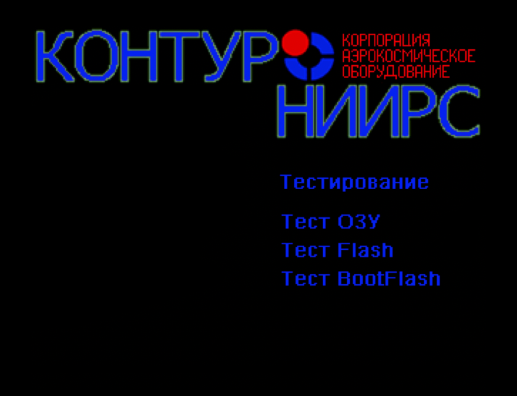 КОНТУР
КОРПОРАЦИЯ
АЭРОКОСМИЧЕСКОЕ
ОБОРУДОВАНИЕ
НИИРС
Тестирование
Тест ОЗУ
Тест Flash
Тест BootFlash